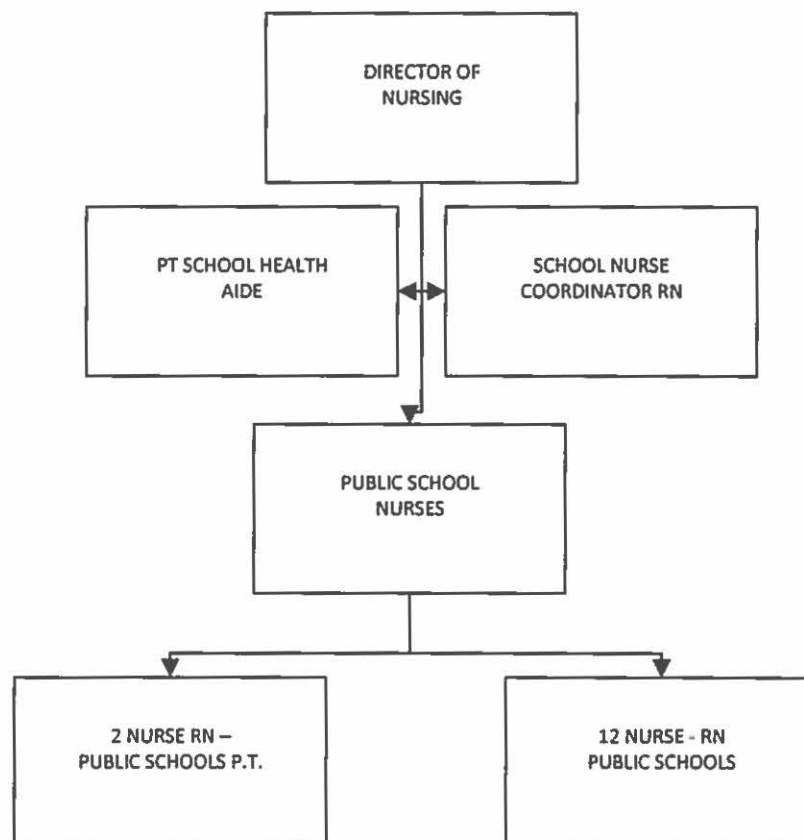 DIRECTOR OF
NURSING
PT SCHOOL HEALTH
AIDE
SCHOOL NURSE
COORDINATOR RN
PUBLIC SCHOOL
NURSES
2 NURSE RN –
PUBLIC SCHOOLS P.T.
12 NURSE - RN
PUBLIC SCHOOLS